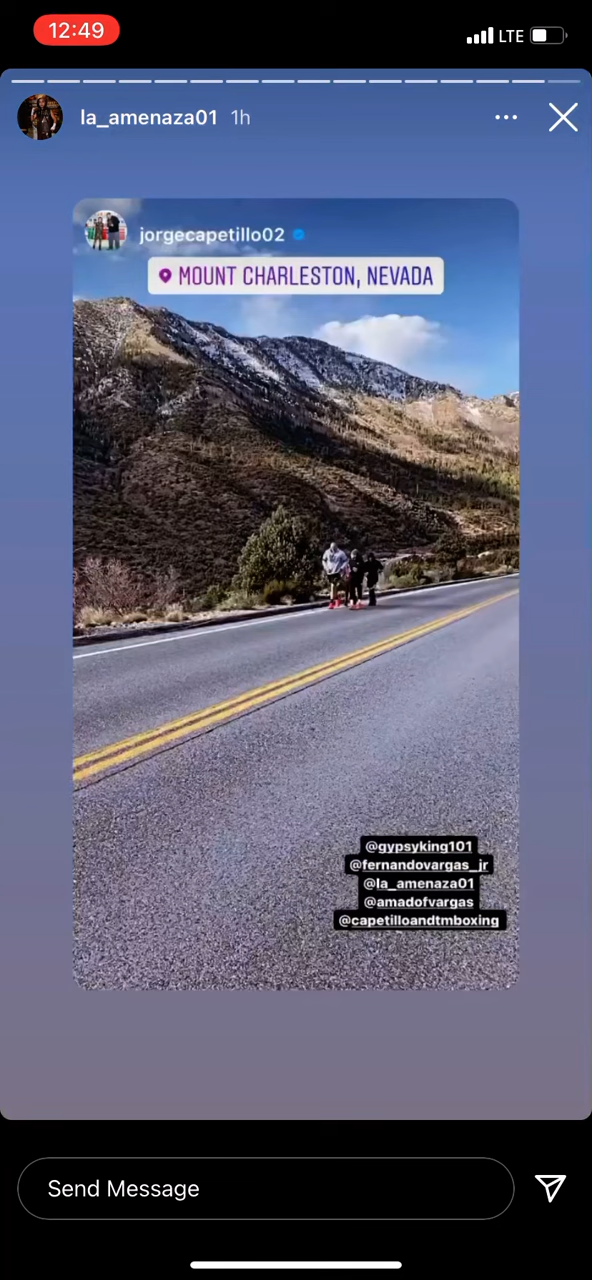 12:49
LTE
la_amenaza01 1h
jorgecapetillo02
MOUNT CHARLESTON, NEVADA
@gypsyking101
@fernandovargas_jr
@la_amenaza01
@amadofvargas
@capetilloandtmboxing
Send Message